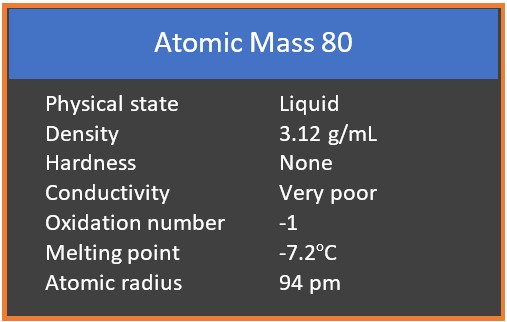 Atomic Mass 80
Physical state Liquid
Density 3.12 g/mL
Hardness None
Conductivity Very poor
Oxidation number -1
Melting point -7.2°C
Atomic radius 94 pm